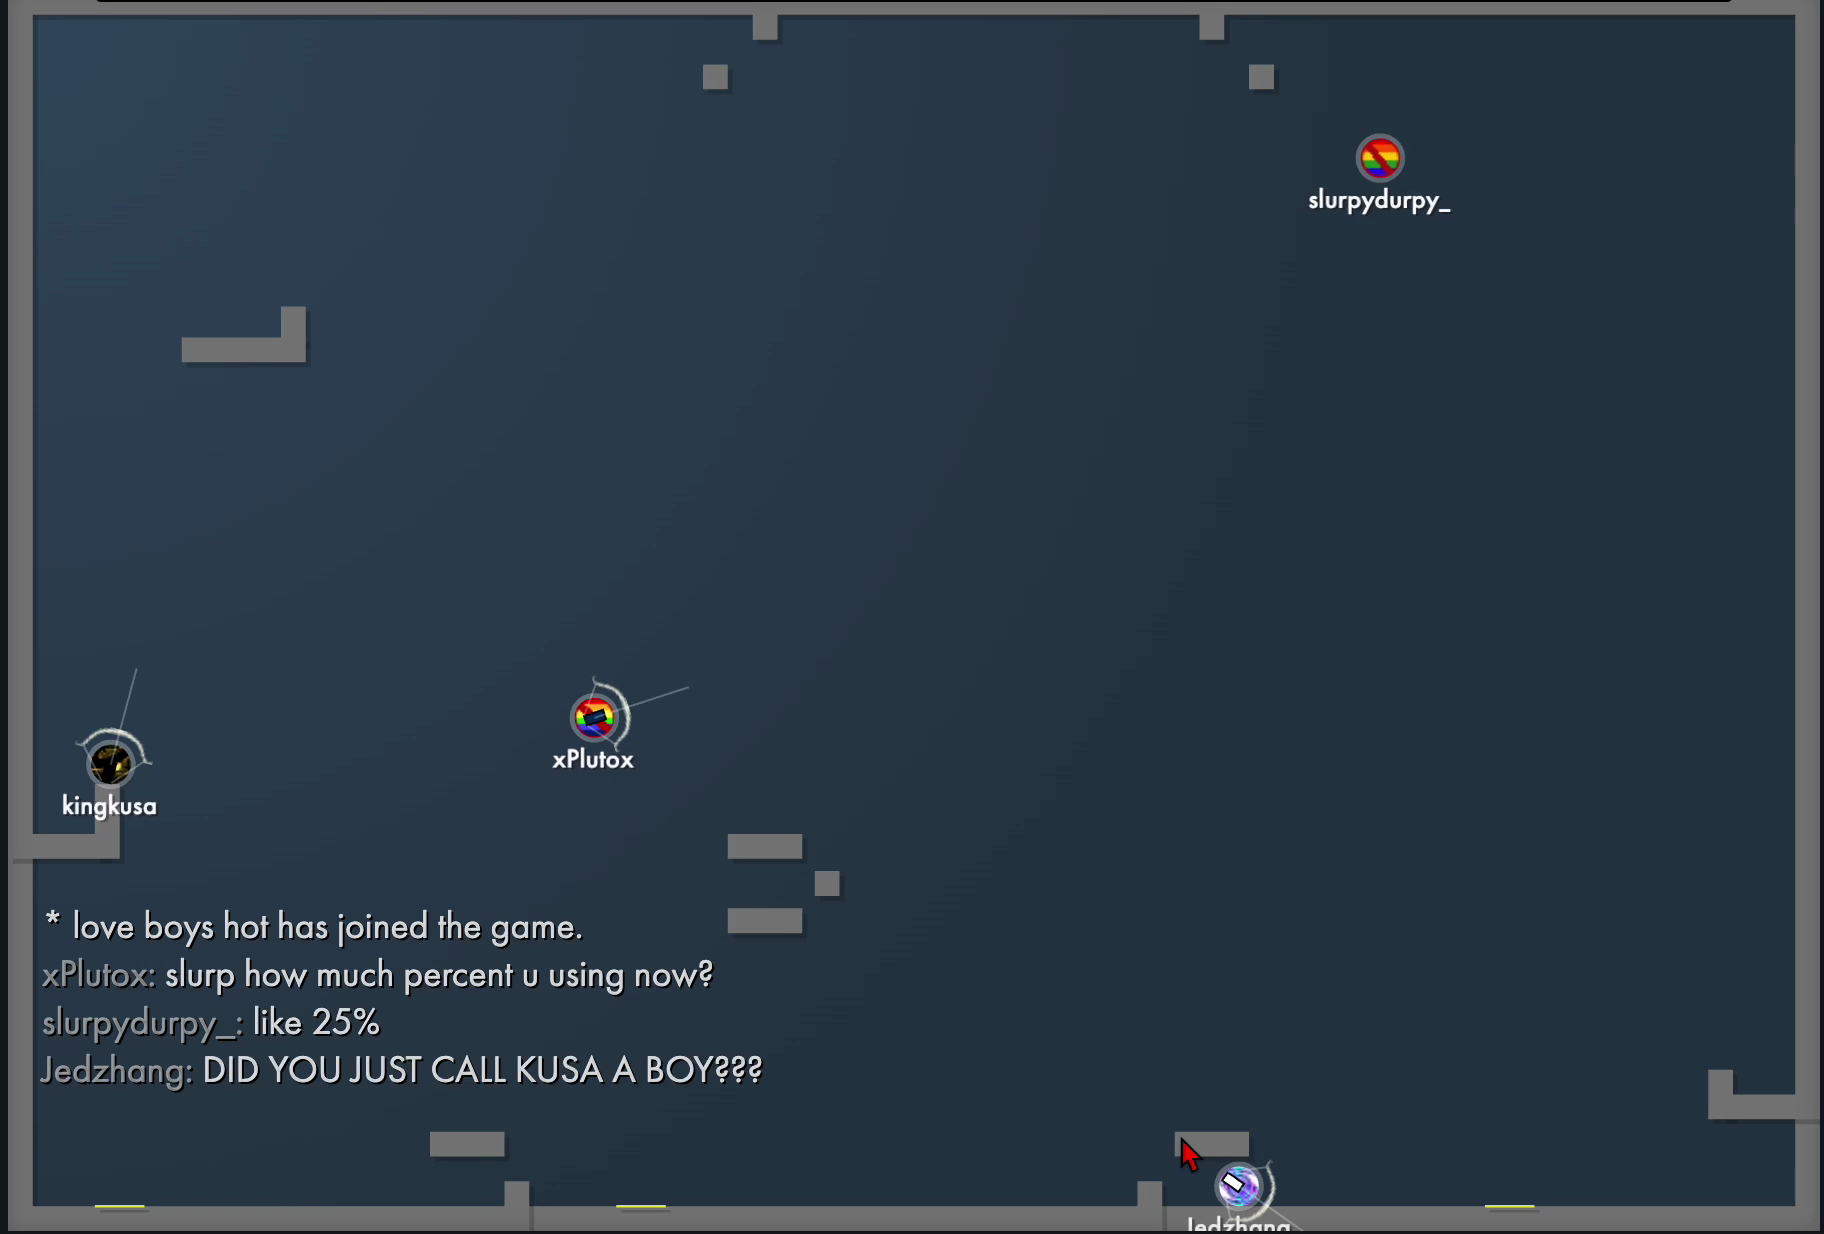 slurpydurpy_
xPlutox
kingkusa
* love boys hot has joined the game.
xPlutox: slurp how much percent u using now?
slurpydurpy_: like 25%
Jedzhang: DID YOU JUST CALL KUSA A BOY???
Jedzhang